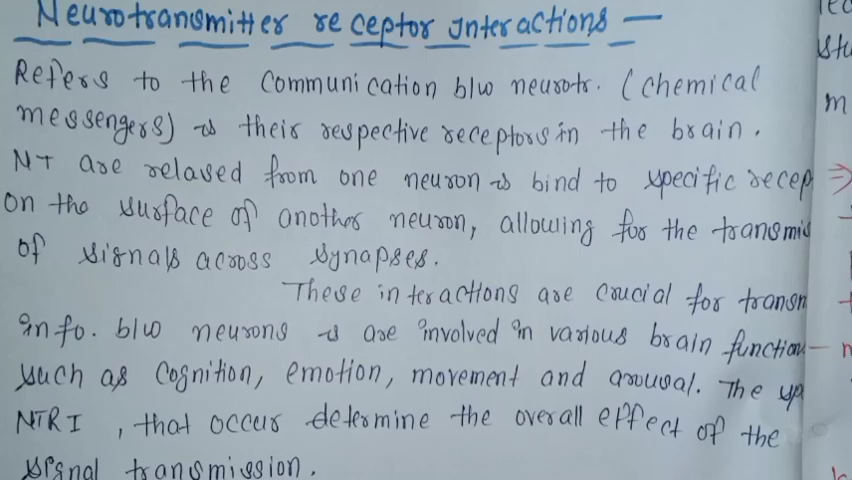 Neurotransmitter receptor Interactions —
Refers to the communication b/w neurotr. (chemical
messengers) & their respective receptors in the brain.
NT are relased from one neuron & bind to specific recep
on the surface of another neuron, allowing for the transmis
of signals across synapses.
These interactions are crucial for transm
info. b/w neurons & are involved in various brain function
such as cognition, emotion, movement and arousal. The sp
NTRI, that occur determine the overall effect of the
signal transmission.